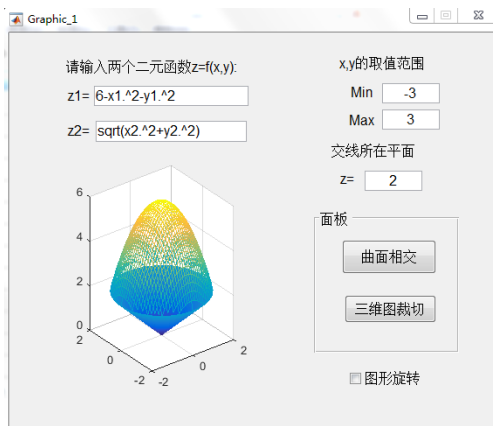 Graphic_1
请输入两个二元函数z=f(x,y):
z1= 6-x1.^2-y1.^2
z2= sqrt(x2.^2+y2.^2)
x,y的取值范围
Min -3
Max 3
交线所在平面
z= 2
面板
曲面相交
三维图裁切
图形旋转
6
4
2
0
2
0
-2
-2
0
2